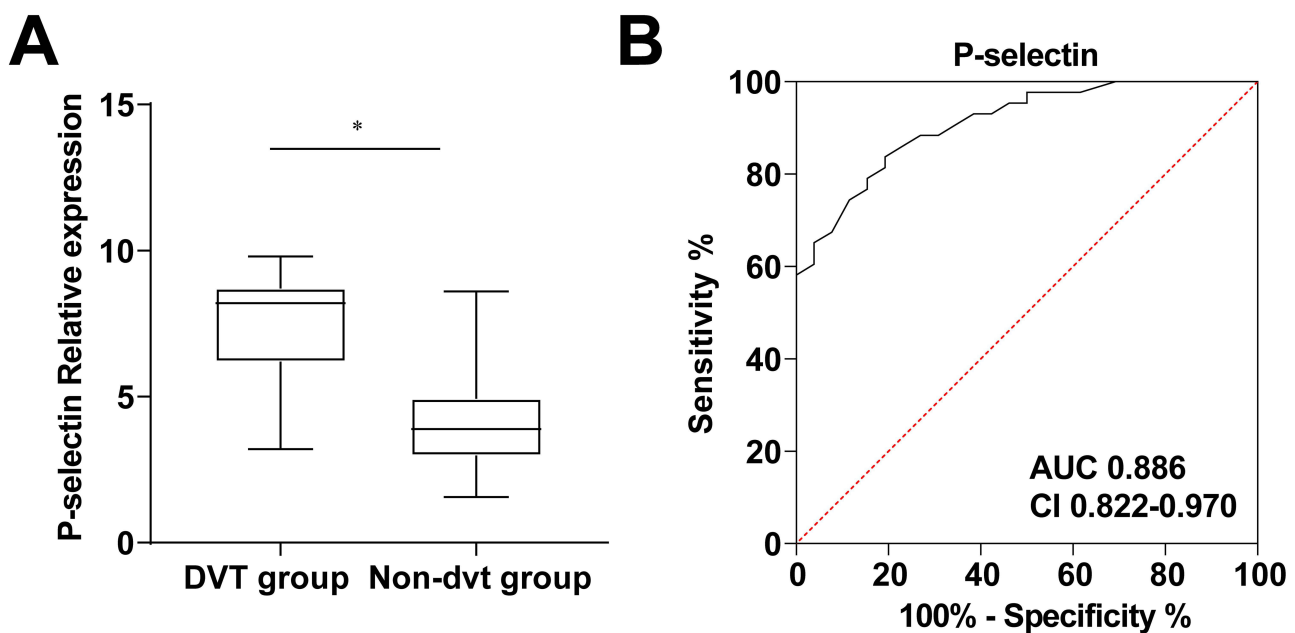 A
P-selectin Relative expression
15
10
5
0
*
DVT group
Non-dvt group
B
P-selectin
Sensitivity %
100
80
60
40
20
0
AUC 0.886
CI 0.822-0.970
0 20 40 60 80 100
100% - Specificity %